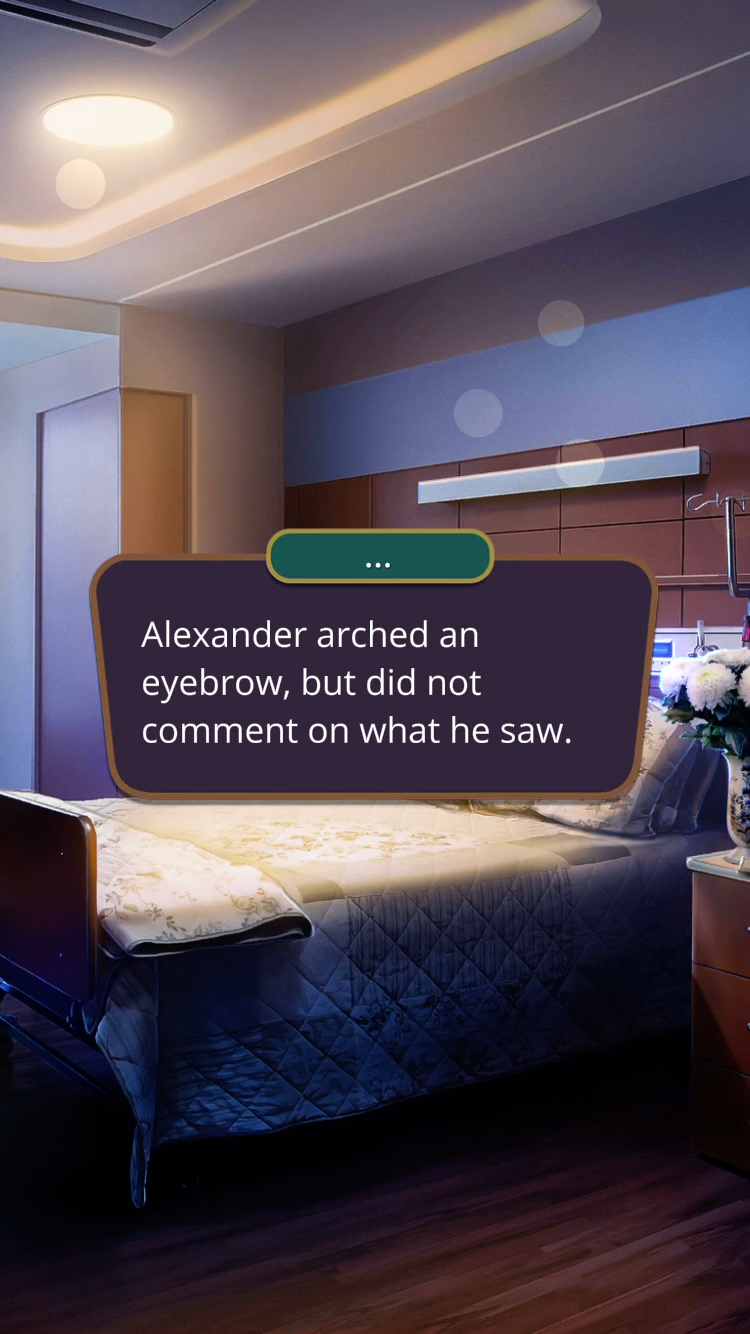 ...
Alexander arched an
eyebrow, but did not
comment on what he saw.